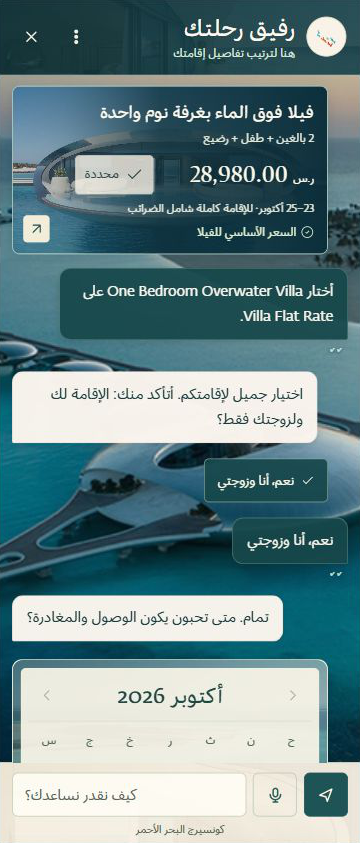 رفيق رحلتك
هنا لترتيب تفاصيل إقامتك
فيلا فوق الماء بغرفة نوم واحدة
2 بالغين + طفل + رضيع
ر.س 28,980.00
محددة
23–25 أكتوبر · للإقامة كاملة شامل الضرائب
السعر الأساسي للفيلا
أختار One Bedroom Overwater Villa على
Villa Flat Rate.
اختيار جميل لإقامتكم. أتأكد منك: الإقامة لك
ولزوجتك فقط؟
نعم، أنا وزوجتي
نعم، أنا وزوجتي
تمام. متى تحبون يكون الوصول والمغادرة؟
أكتوبر 2026
ح ن ث ر خ ج س
كيف نقدر نساعدك؟
كونسيرج البحر الأحمر